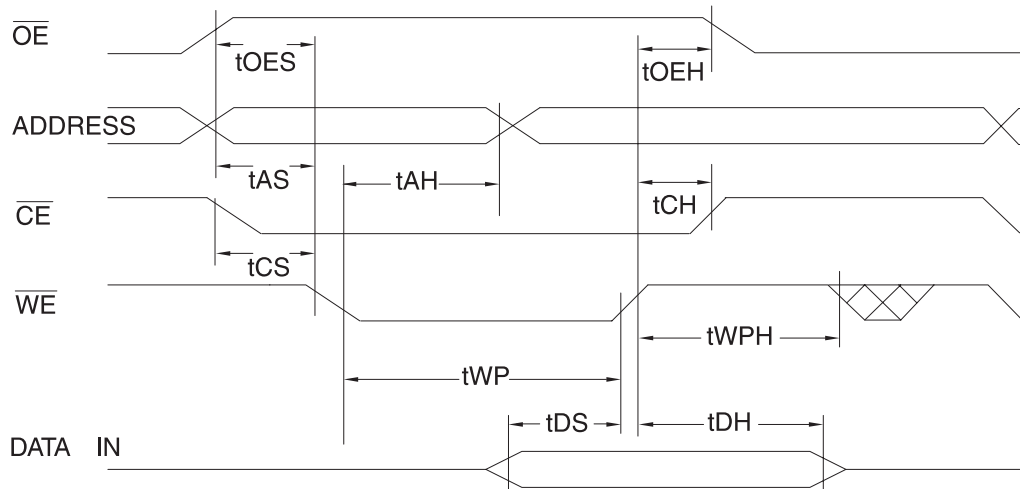 OE
tOES
tOEH
ADDRESS
tAS
tAH
tCH
CE
tCS
WE
tWPH
tWP
tDS
tDH
DATA IN